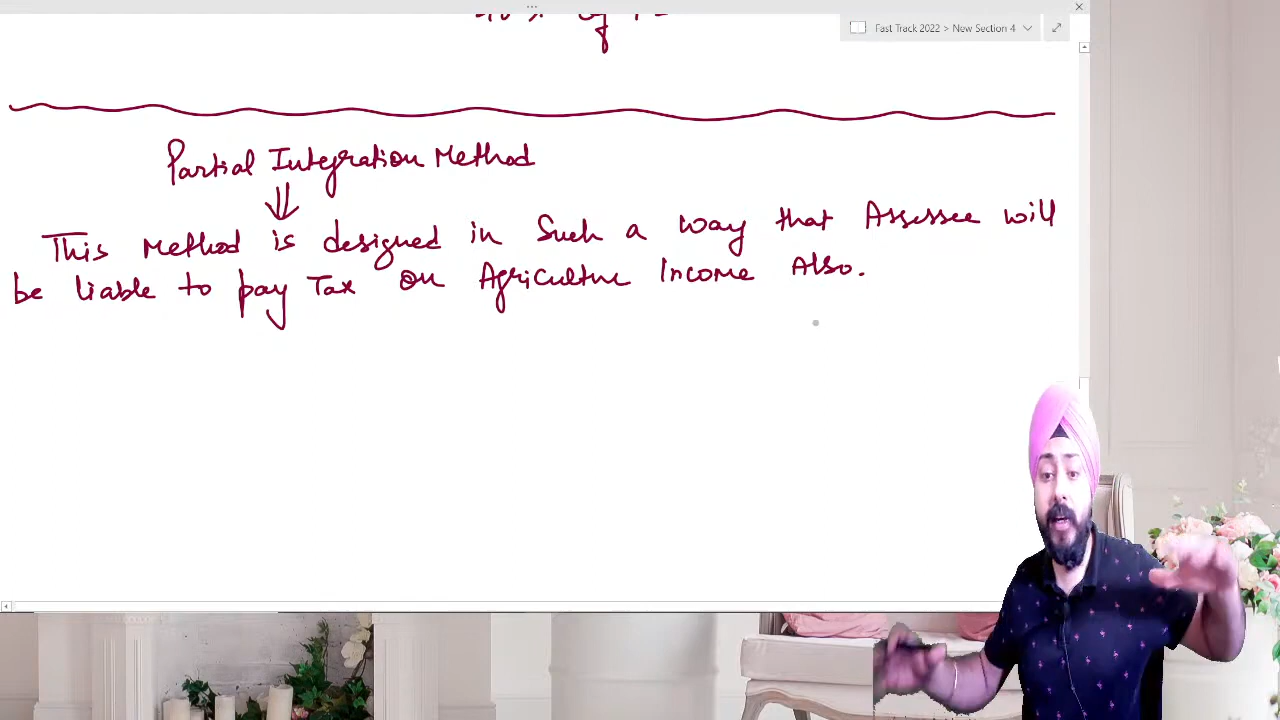 Fast Track 2022 > New Section 4
Partial Integration Method
This Method is designed in Such a way that Assessee will
be liable to pay Tax on Agriculture Income Also.